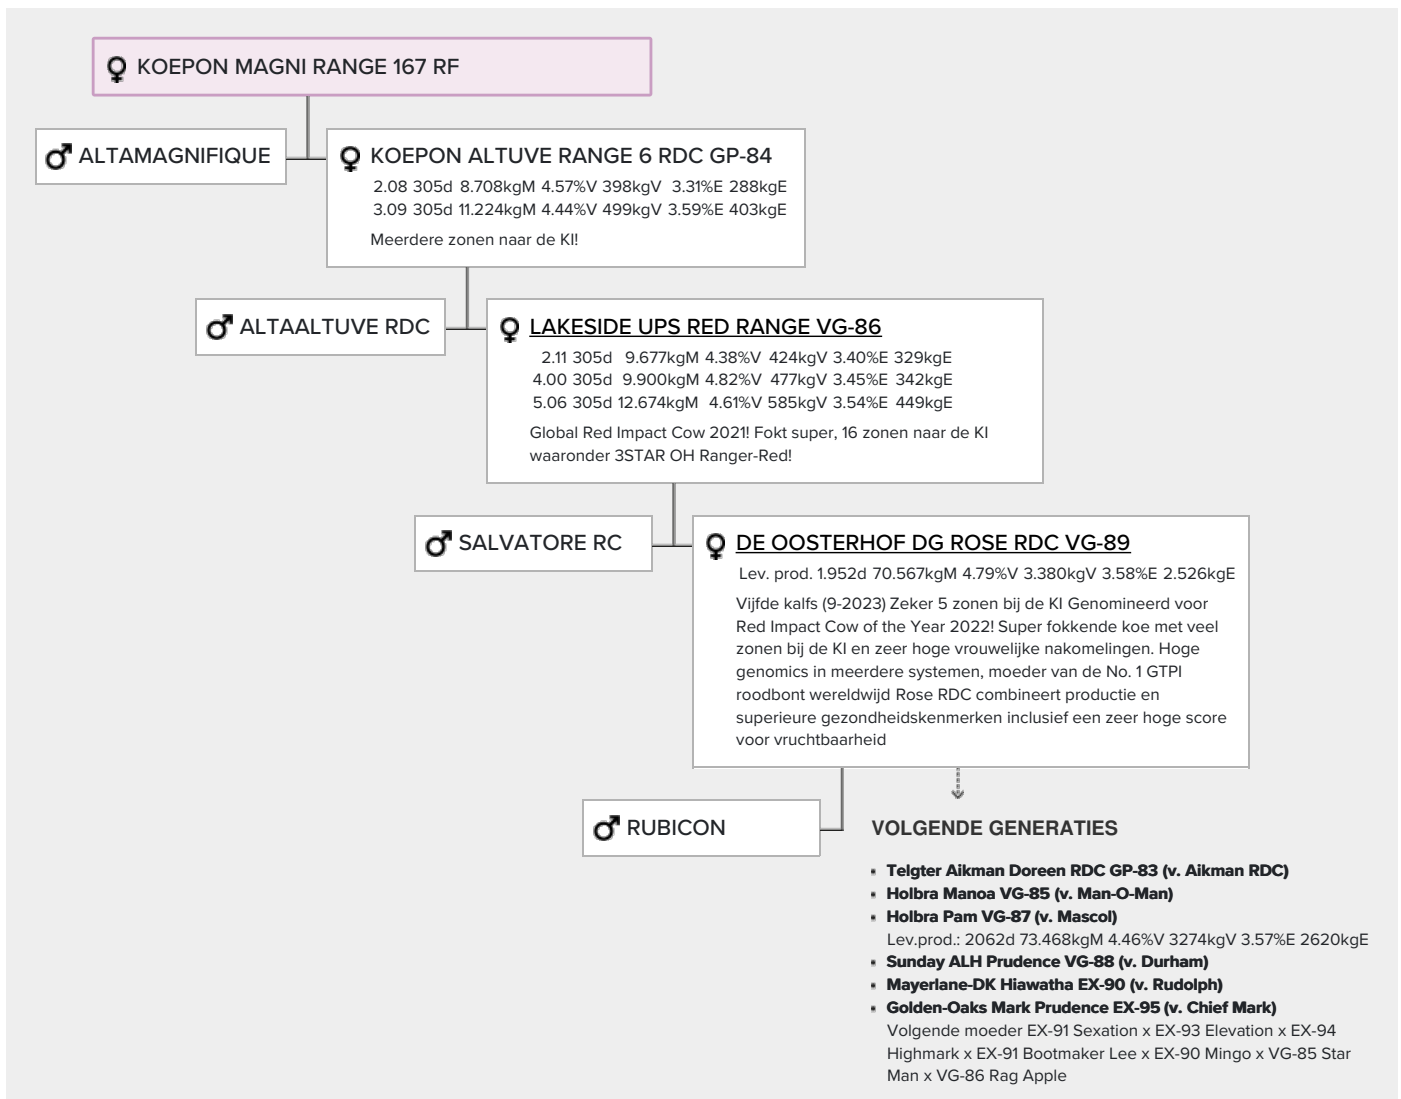 KOEPON MAGNI RANGE 167 RF
ALTAMAGNIFIQUE
KOEPON ALTUVE RANGE 6 RDC GP-84
2.08 305d 8.708kgM 4.57%V 398kgV 3.31%E 288kgE
3.09 305d 11.224kgM 4.44%V 499kgV 3.59%E 403kgE
Meerdere zonen naar de KI!
ALTAALTUVE RDC
LAKESIDE UPS RED RANGE VG-86
2.11 305d 9.677kgM 4.38%V 424kgV 3.40%E 329kgE
4.00 305d 9.900kgM 4.82%V 477kgV 3.45%E 342kgE
5.06 305d 12.674kgM 4.61%V 585kgV 3.54%E 449kgE
Global Red Impact Cow 2021! Fokt super, 16 zonen naar de KI
waaronder 3STAR OH Ranger-Red!
SALVATORE RC
DE OOSTERHOF DG ROSE RDC VG-89
Lev. prod. 1.952d 70.567kgM 4.79%V 3.380kgV 3.58%E 2.526kgE
Vijfde kalfs (9-2023) Zeker 5 zonen bij de KI Genomineerd voor
Red Impact Cow of the Year 2022! Super fokkende koe met veel
zonen bij de KI en zeer hoge vrouwelijke nakomelingen. Hoge
genomics in meerdere systemen, moeder van de No. 1 GTPI
roodbont wereldwijd Rose RDC combineert productie en
superieure gezondheidskenmerken inclusief een zeer hoge score
voor vruchtbaarheid
RUBICON
VOLGENDE GENERATIES
Telgter Aikman Doreen RDC GP-83 (v. Aikman RDC)
Holbra Manoa VG-85 (v. Man-O-Man)
Holbra Pam VG-87 (v. Mascol)
Lev.prod.: 2062d 73.468kgM 4.46%V 3274kgV 3.57%E 2620kgE
Sunday ALH Prudence VG-88 (v. Durham)
Mayerlane-DK Hiawatha EX-90 (v. Rudolph)
Golden-Oaks Mark Prudence EX-95 (v. Chief Mark)
Volgende moeder EX-91 Sexation x EX-93 Elevation x EX-94
Highmark x EX-91 Bootmaker Lee x EX-90 Mingo x VG-85 Star
Man x VG-86 Rag Apple